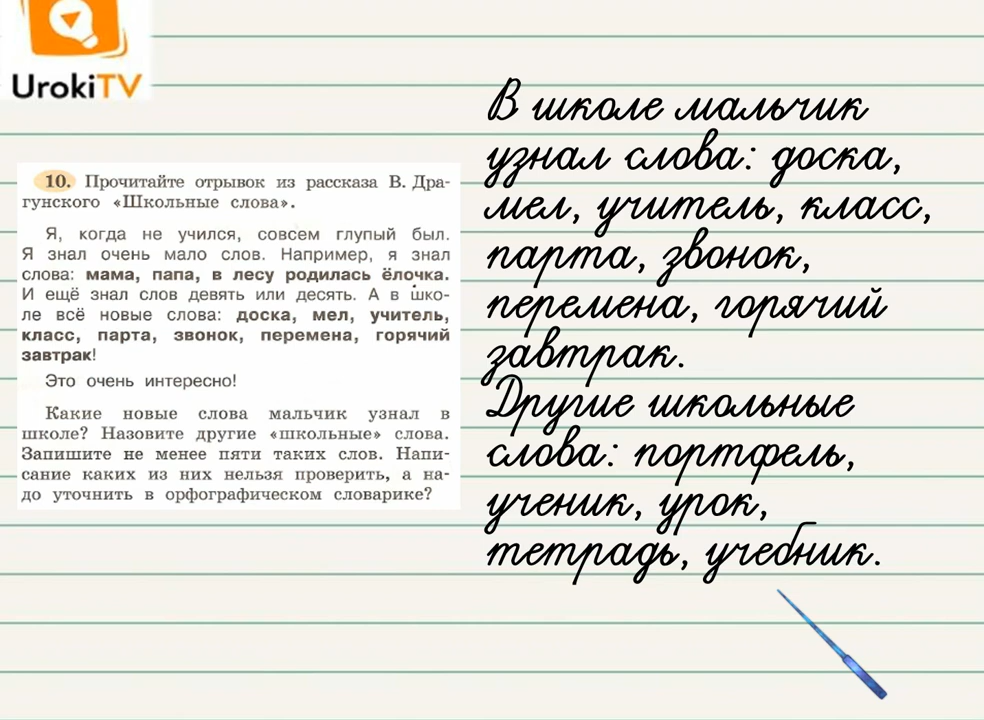 UrokiTV
10. Прочитайте отрывок из рассказа В. Дра-
гунского «Школьные слова».
Я, когда не учился, совсем глупый был.
Я знал очень мало слов. Например, я знал
слова: мама, папа, в лесу родилась ёлочка.
И ещё знал слов девять или десять. А в шко-
ле всё новые слова: доска, мел, учитель,
класс, парта, звонок, перемена, горячий
завтрак!
Это очень интересно!
Какие новые слова мальчик узнал в
школе? Назовите другие «школьные» слова.
Запишите не менее пяти таких слов. Напи-
сание каких из них нельзя проверить, а на-
до уточнить в орфографическом словарике?
В школе мальчик
узнал слова: доска,
мел, учитель, класс,
парта, звонок,
перемена, горячий
завтрак.
Другие школьные
слова: портфель,
ученик, урок,
тетрадь, учебник.